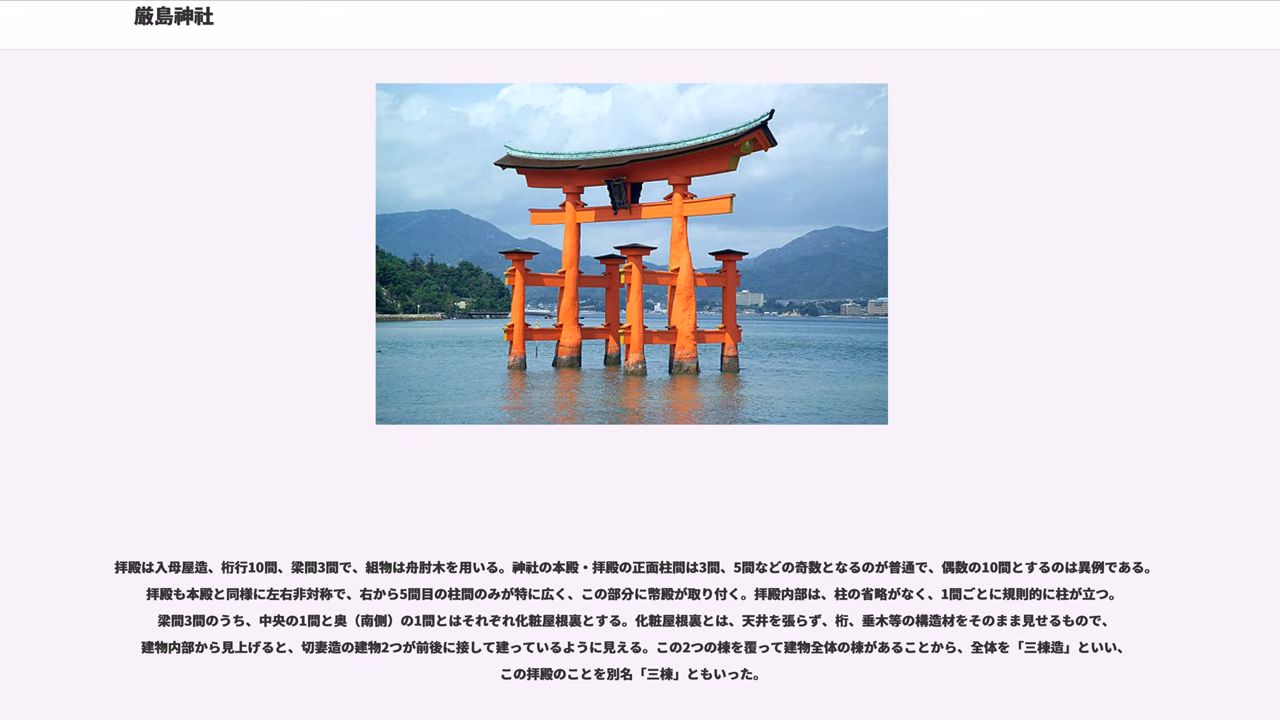 厳島神社
拝殿は入母屋造、桁行10間、梁間3間で、組物は舟肘木を用いる。神社の本殿・拝殿の正面柱間は3間、5間などの奇数となるのが普通で、偶数の10間とするのは異例である。
拝殿も本殿と同様に左右非対称で、右から5間目の柱間のみが特に広く、この部分に幣殿が取り付く。拝殿内部は、柱の省略がなく、1間ごとに規則的に柱が立つ。
梁間3間のうち、中央の1間と奥（南側）の1間とはそれぞれ化粧屋根裏とする。化粧屋根裏とは、天井を張らず、桁、垂木等の構造材をそのまま見せるもので、
建物内部から見上げると、切妻造の建物2つが前後に接して建っているように見える。この2つの棟を覆って建物全体の棟があることから、全体を「三棟造」といい、
この拝殿のことを別名「三棟」ともいった。